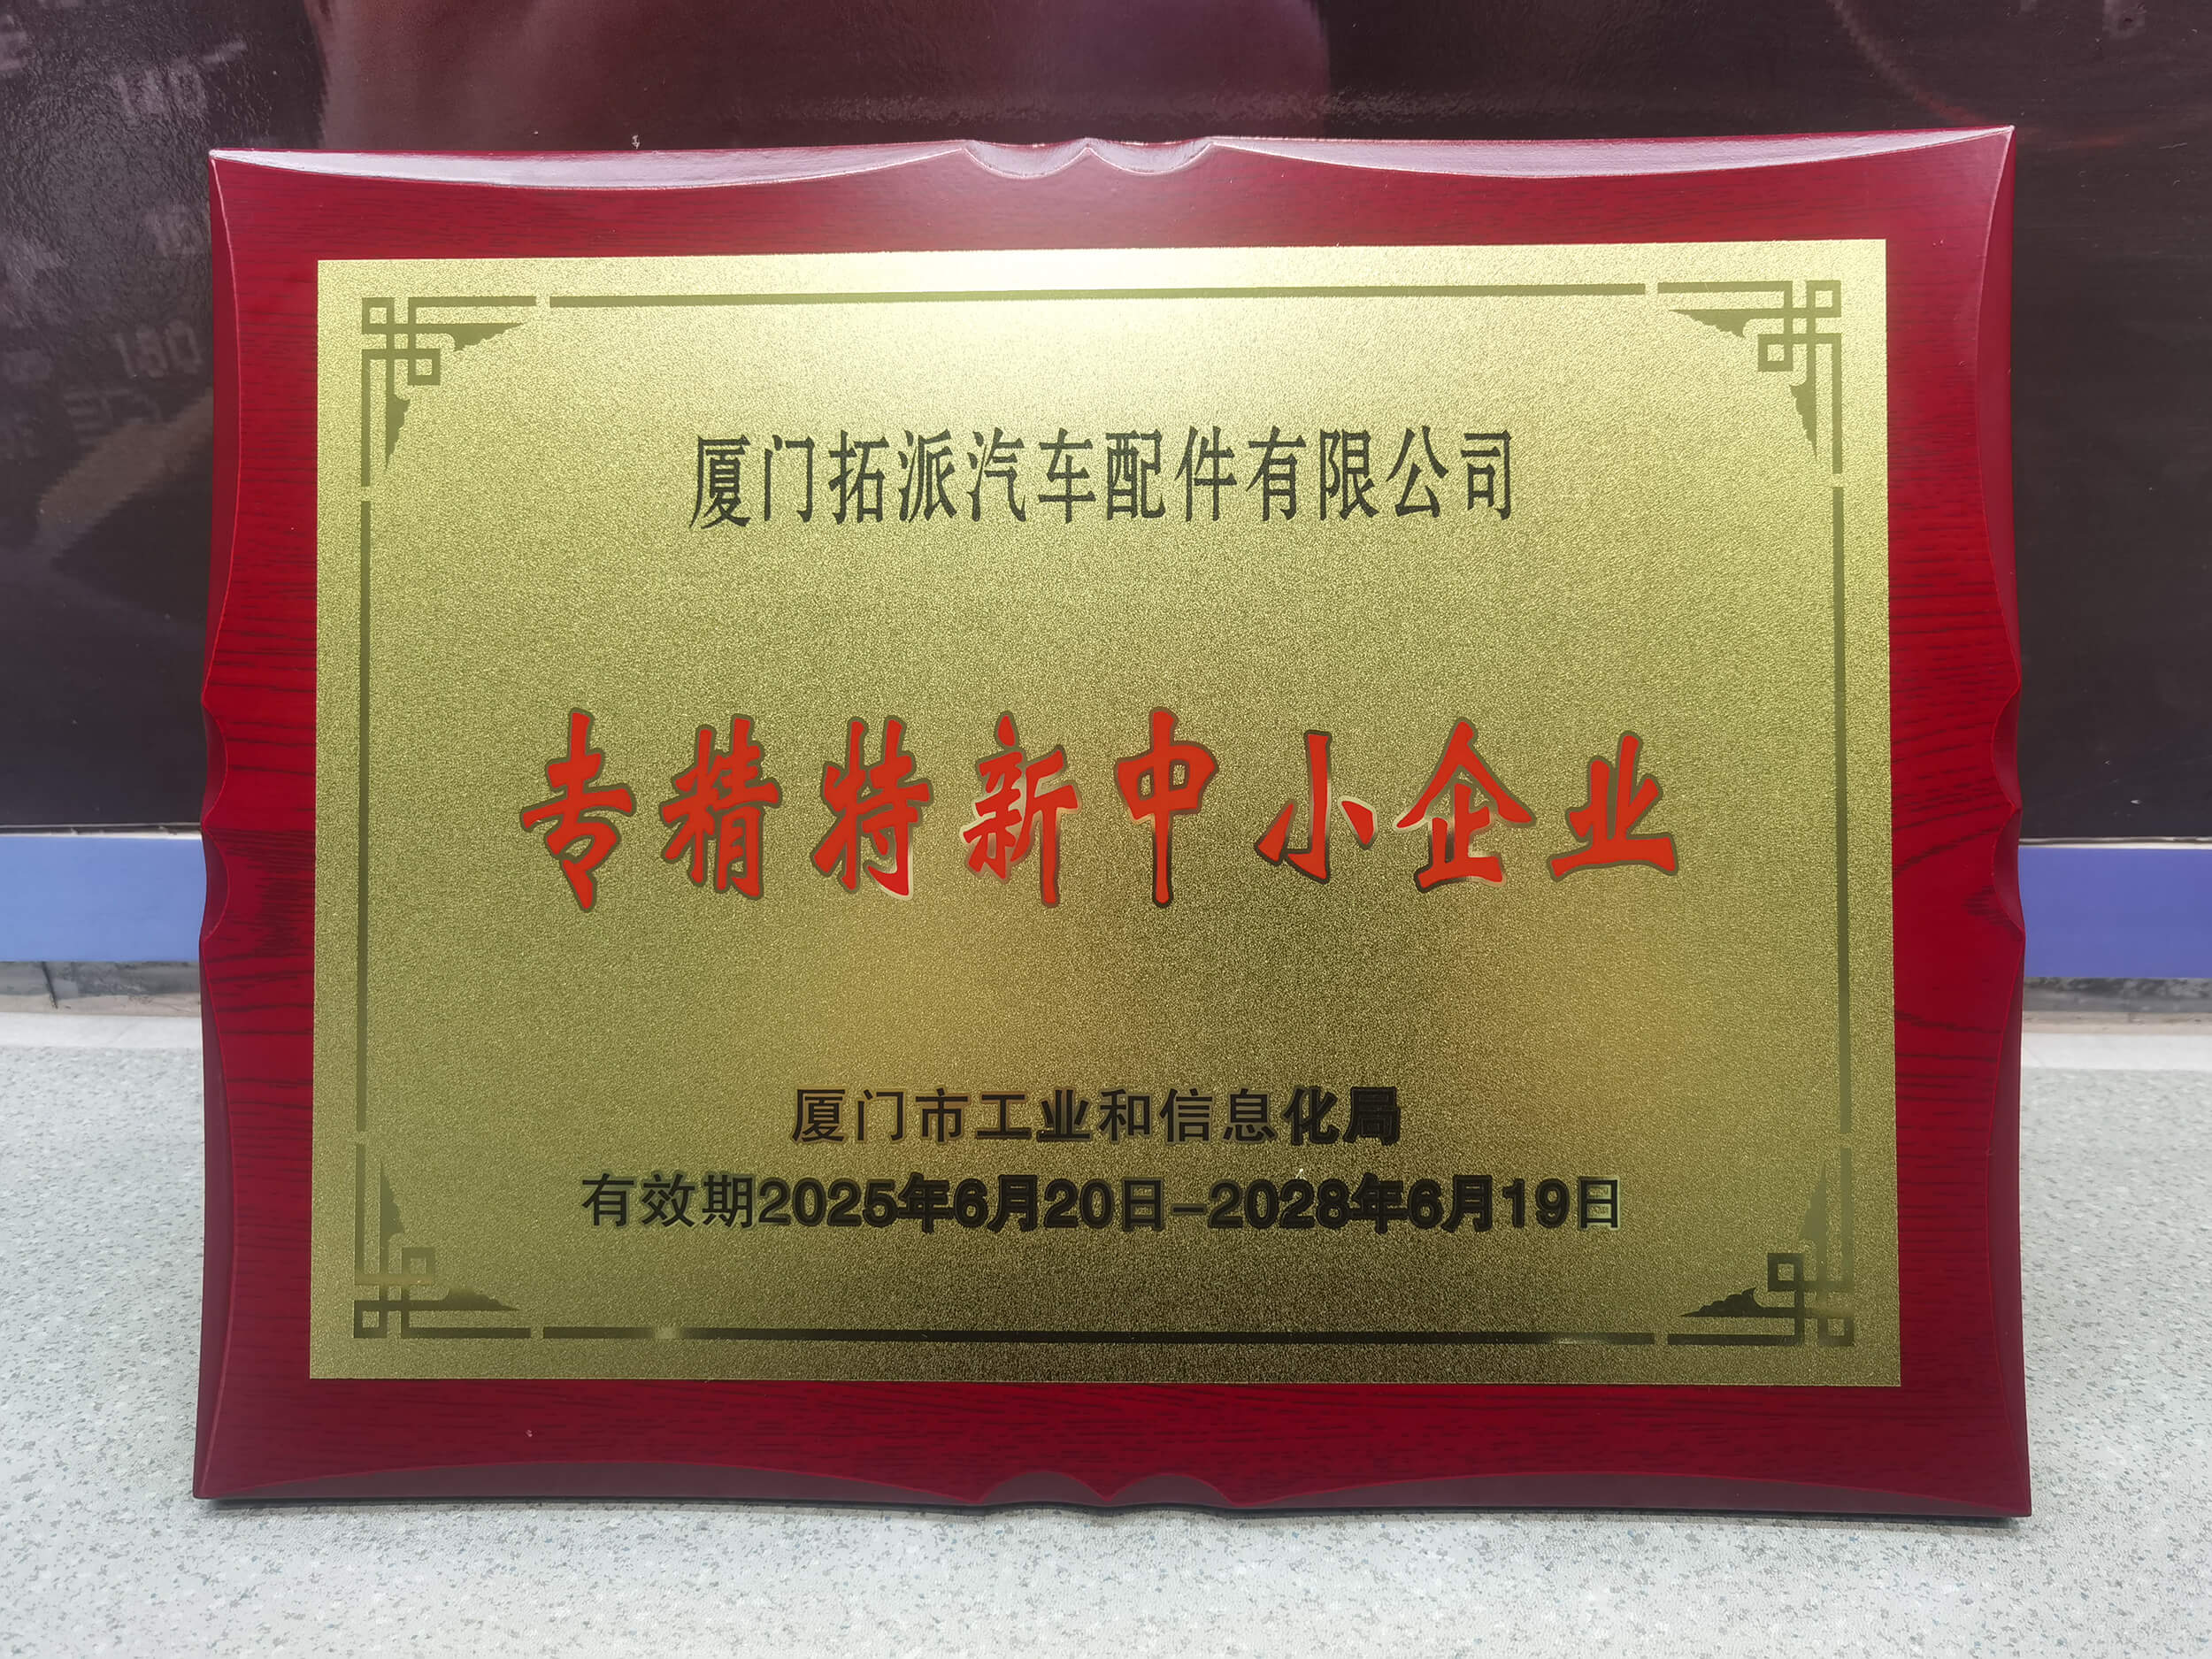 厦门拓派汽车配件有限公司
专精特新中小企业
厦门市工业和信息化局
有效期2025年6月20日-2028年6月19日